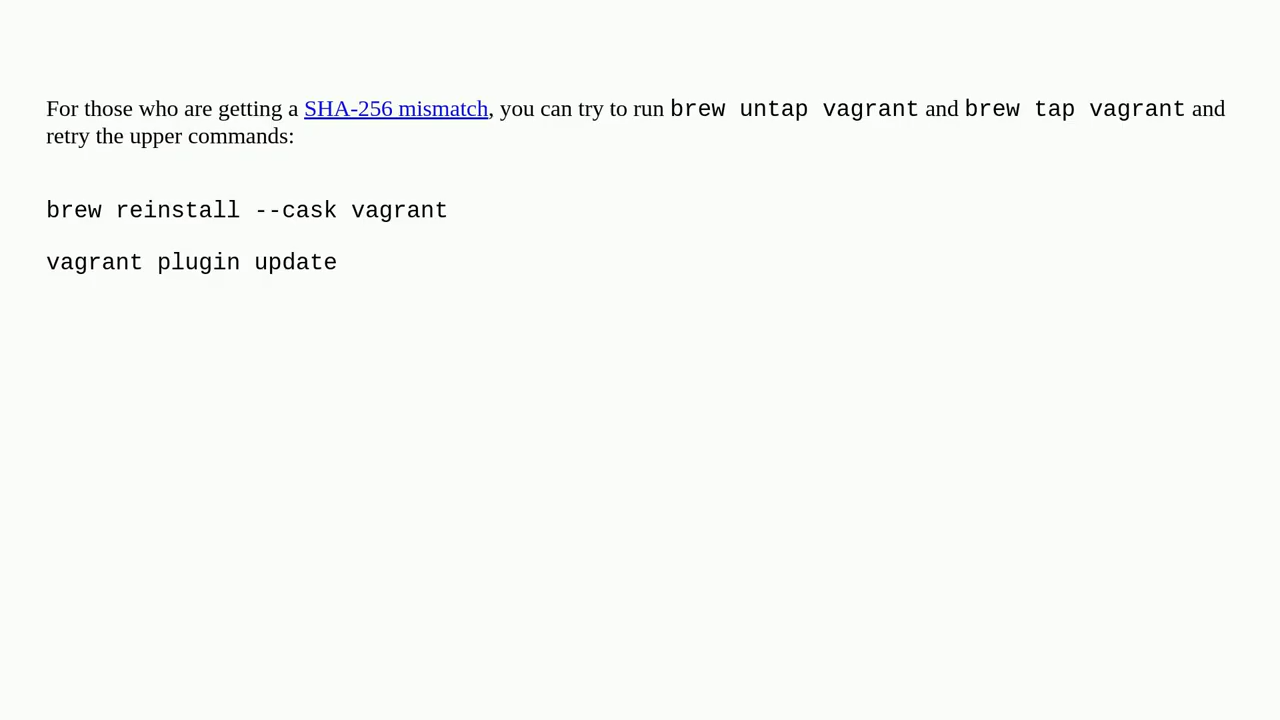 For those who are getting a SHA-256 mismatch, you can try to run brew untap vagrant and brew tap vagrant and
retry the upper commands:
brew reinstall --cask vagrant
vagrant plugin update